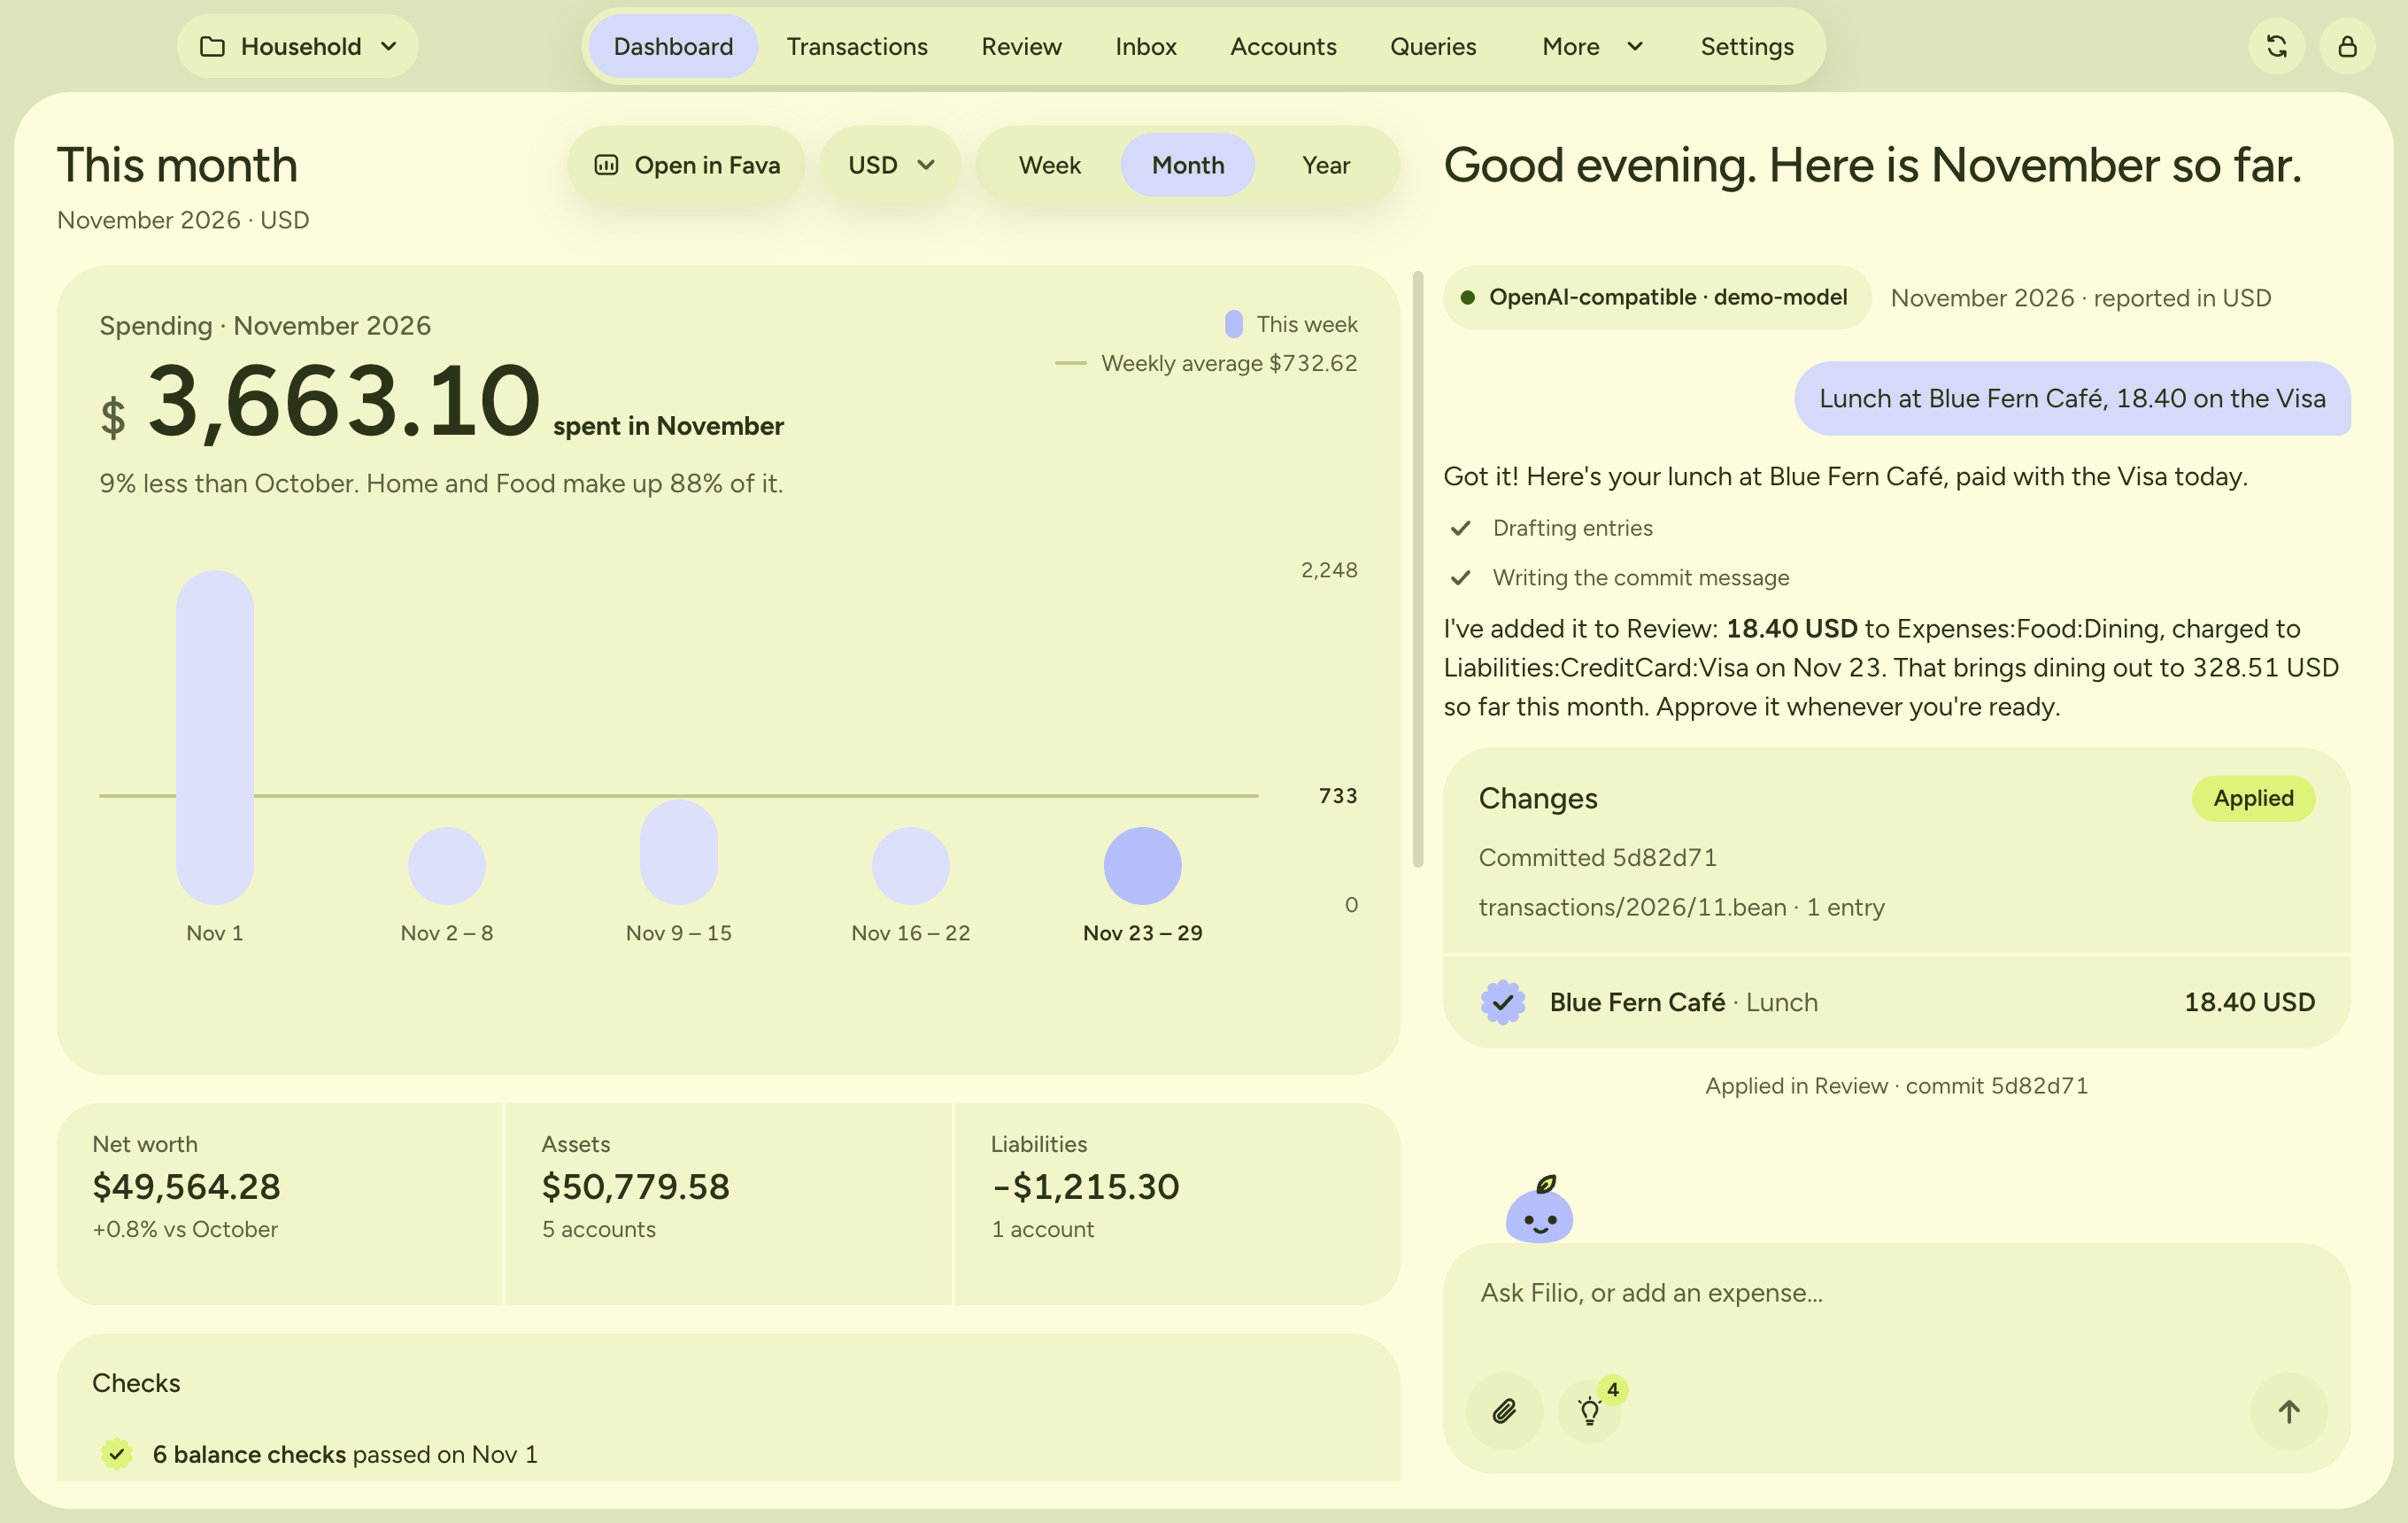 Household
Dashboard
Transactions
Review
Inbox
Accounts
Queries
More
Settings
This month
November 2026 · USD
Open in Fava
USD
Week
Month
Year
Spending · November 2026
$ 3,663.10 spent in November
9% less than October. Home and Food make up 88% of it.
This week
Weekly average $732.62
2,248
733
0
Nov 1
Nov 2 – 8
Nov 9 – 15
Nov 16 – 22
Nov 23 – 29
Net worth
$49,564.28
+0.8% vs October
Assets
$50,779.58
5 accounts
Liabilities
−$1,215.30
1 account
Checks
6 balance checks passed on Nov 1
Good evening. Here is November so far.
OpenAI-compatible · demo-model
November 2026 · reported in USD
Lunch at Blue Fern Café, 18.40 on the Visa
Got it! Here's your lunch at Blue Fern Café, paid with the Visa today.
Drafting entries
Writing the commit message
I've added it to Review: 18.40 USD to Expenses:Food:Dining, charged to
Liabilities:CreditCard:Visa on Nov 23. That brings dining out to 328.51 USD
so far this month. Approve it whenever you're ready.
Changes
Applied
Committed 5d82d71
transactions/2026/11.bean · 1 entry
Blue Fern Café · Lunch
18.40 USD
Applied in Review · commit 5d82d71
Ask Filio, or add an expense...
4